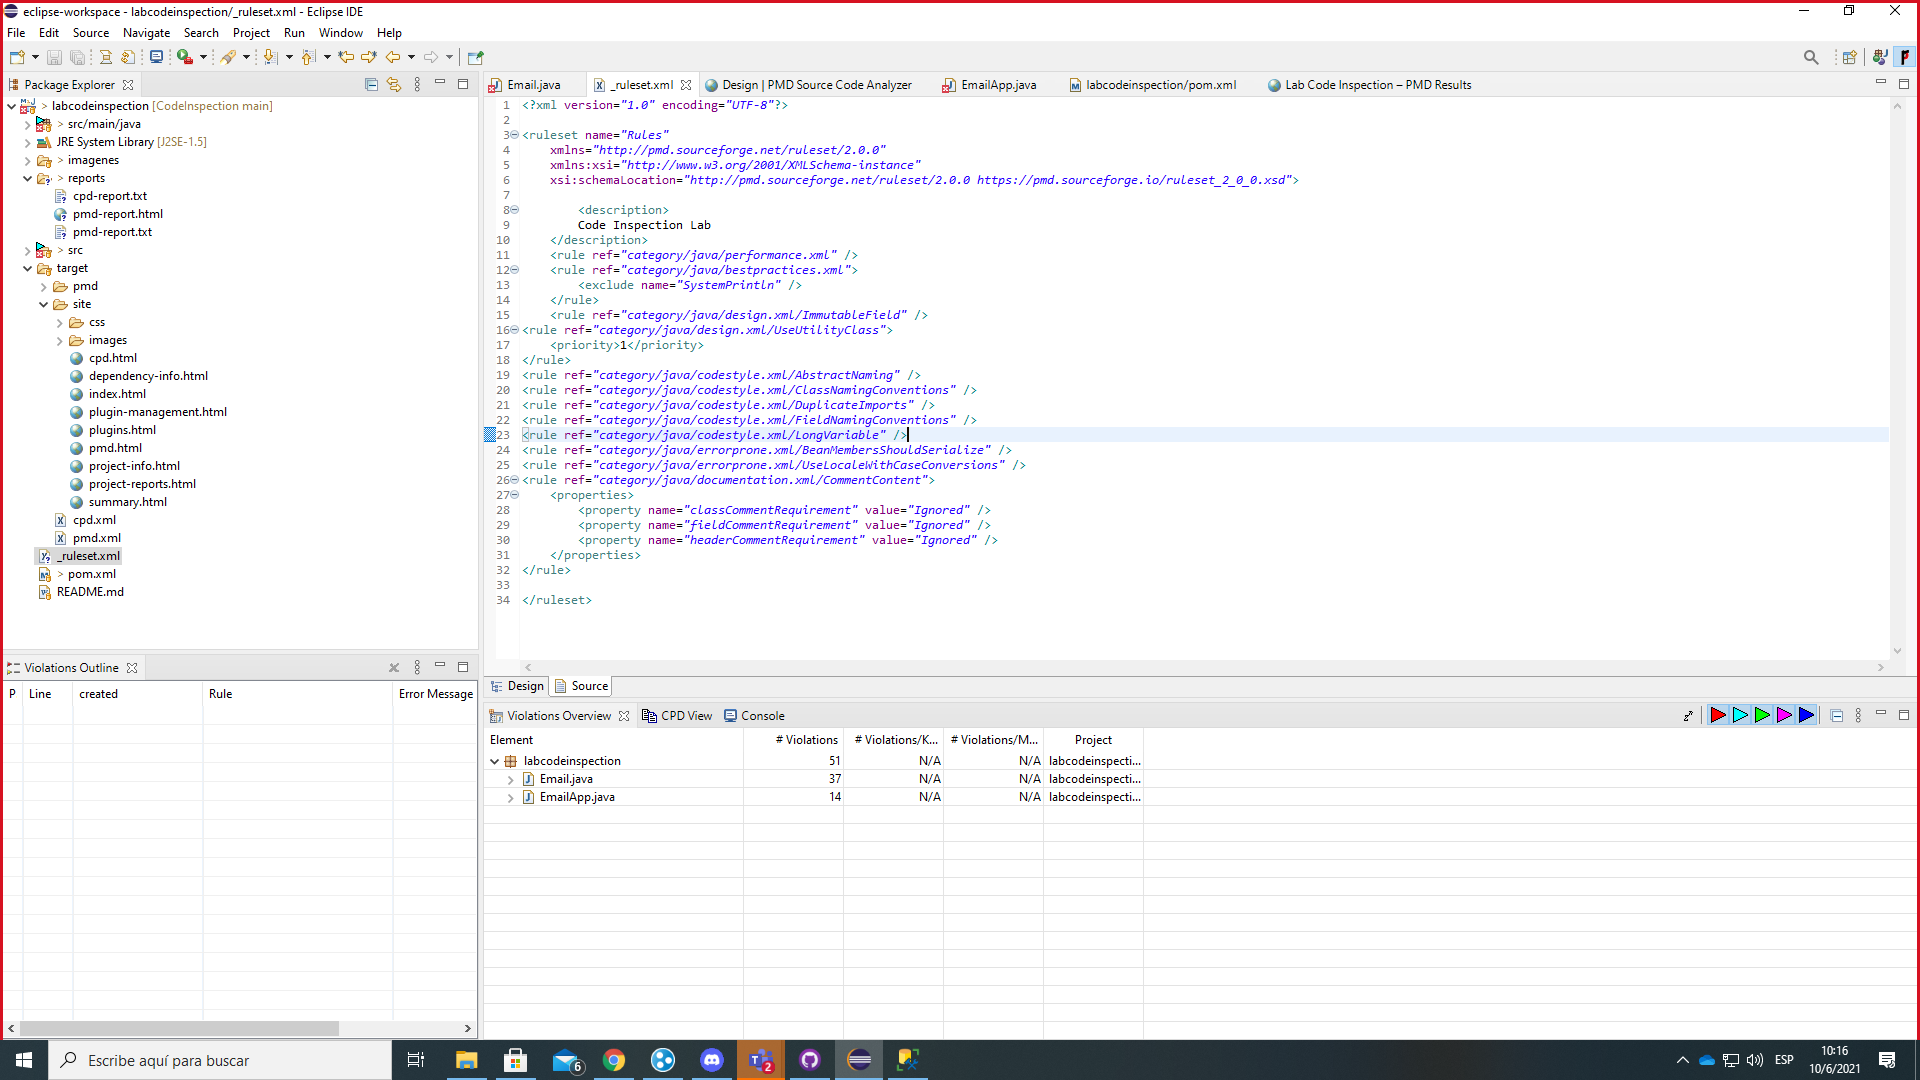 eclipse-workspace - labcodeinspection/_ruleset.xml - Eclipse IDE
File Edit Source Navigate Search Project Run Window Help
Package Explorer
> labcodeinspection [CodeInspection main]
> src/main/java
JRE System Library [J2SE-1.5]
> imagenes
> reports
cpd-report.txt
pmd-report.html
pmd-report.txt
> src
target
pmd
site
css
images
cpd.html
dependency-info.html
index.html
plugin-management.html
plugins.html
pmd.html
project-info.html
project-reports.html
summary.html
cpd.xml
pmd.xml
_ruleset.xml
> pom.xml
README.md
Email.java _ruleset.xml Design | PMD Source Code Analyzer EmailApp.java labcodeinspection/pom.xml Lab Code Inspection – PMD Results
1 <?xml version="1.0" encoding="UTF-8"?>
2
3 <ruleset name="Rules"
4 xmlns="http://pmd.sourceforge.net/ruleset/2.0.0"
5 xmlns:xsi="http://www.w3.org/2001/XMLSchema-instance"
6 xsi:schemaLocation="http://pmd.sourceforge.net/ruleset/2.0.0 https://pmd.sourceforge.io/ruleset_2_0_0.xsd">
7
8 <description>
9 Code Inspection Lab
10 </description>
11 <rule ref="category/java/performance.xml" />
12 <rule ref="category/java/bestpractices.xml">
13 <exclude name="SystemPrintln" />
14 </rule>
15 <rule ref="category/java/design.xml/ImmutableField" />
16 <rule ref="category/java/design.xml/UseUtilityClass">
17 <priority>1</priority>
18 </rule>
19 <rule ref="category/java/codestyle.xml/AbstractNaming" />
20 <rule ref="category/java/codestyle.xml/ClassNamingConventions" />
21 <rule ref="category/java/codestyle.xml/DuplicateImports" />
22 <rule ref="category/java/codestyle.xml/FieldNamingConventions" />
23 <rule ref="category/java/codestyle.xml/LongVariable" />
24 <rule ref="category/java/errorprone.xml/BeanMembersShouldSerialize" />
25 <rule ref="category/java/errorprone.xml/UseLocaleWithCaseConversions" />
26 <rule ref="category/java/documentation.xml/CommentContent">
27 <properties>
28 <property name="classCommentRequirement" value="Ignored" />
29 <property name="fieldCommentRequirement" value="Ignored" />
30 <property name="headerCommentRequirement" value="Ignored" />
31 </properties>
32 </rule>
33
34 </ruleset>
Design Source
Violations Outline
P Line created Rule Error Message
Violations Overview CPD View Console
Element # Violations # Violations/K... # Violations/M... Project
labcodeinspection 51 N/A N/A labcodeinspecti...
Email.java 37 N/A N/A labcodeinspecti...
EmailApp.java 14 N/A N/A labcodeinspecti...
Escribe aquí para buscar
6
2
ESP
10:16
10/6/2021